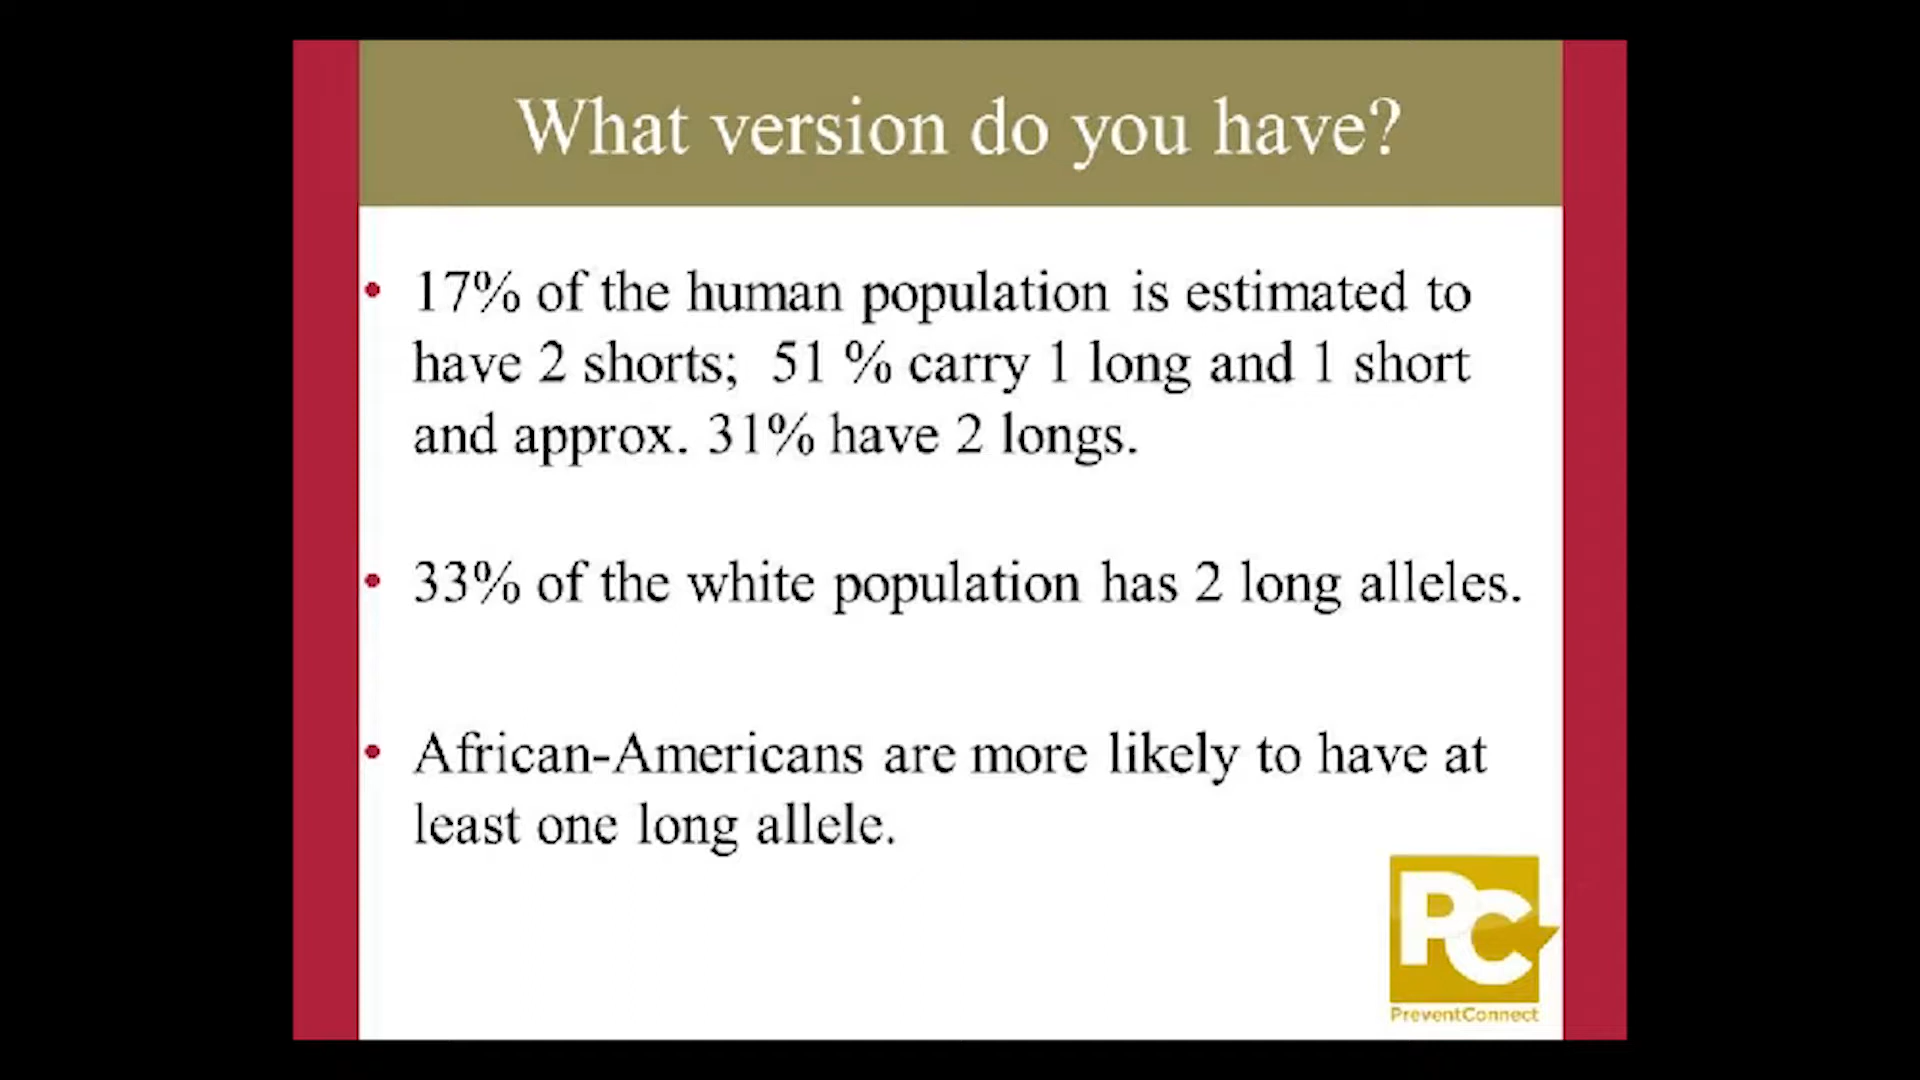 What version do you have?
• 17% of the human population is estimated to
have 2 shorts; 51 % carry 1 long and 1 short
and approx. 31% have 2 longs.
• 33% of the white population has 2 long alleles.
• African-Americans are more likely to have at
least one long allele.
PC
PreventConnect